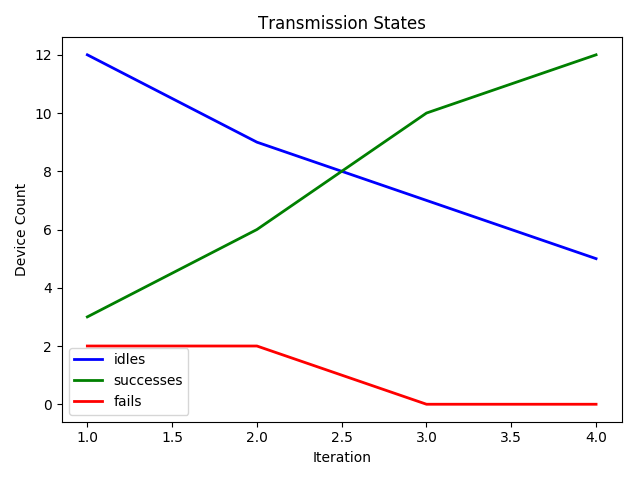 Transmission States
Device Count
12
10
8
6
4
2
0
idles
successes
fails
1.0 1.5 2.0 2.5 3.0 3.5 4.0
Iteration